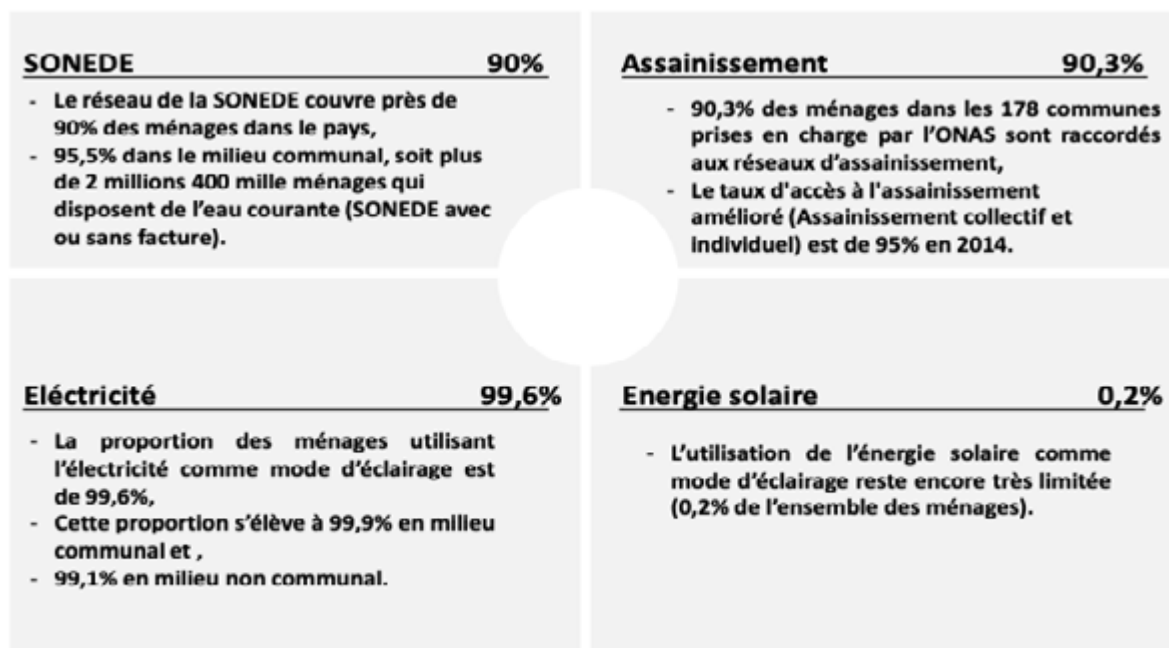 SONEDE 90%
- Le réseau de la SONEDE couvre près de
90% des ménages dans le pays,
- 95,5% dans le milieu communal, soit plus
de 2 millions 400 mille ménages qui
disposent de l'eau courante (SONEDE avec
ou sans facture).
Assainissement 90,3%
- 90,3% des ménages dans les 178 communes
prises en charge par l'ONAS sont raccordés
aux réseaux d'assainissement,
- Le taux d'accès à l'assainissement
amélioré (Assainissement collectif et
individuel) est de 95% en 2014.
Eléctricité 99,6%
- La proportion des ménages utilisant
l'électricité comme mode d'éclairage est
de 99,6%,
- Cette proportion s'élève à 99,9% en milieu
communal et ,
- 99,1% en milieu non communal.
Energie solaire 0,2%
- L'utilisation de l'énergie solaire comme
mode d'éclairage reste encore très limitée
(0,2% de l'ensemble des ménages).